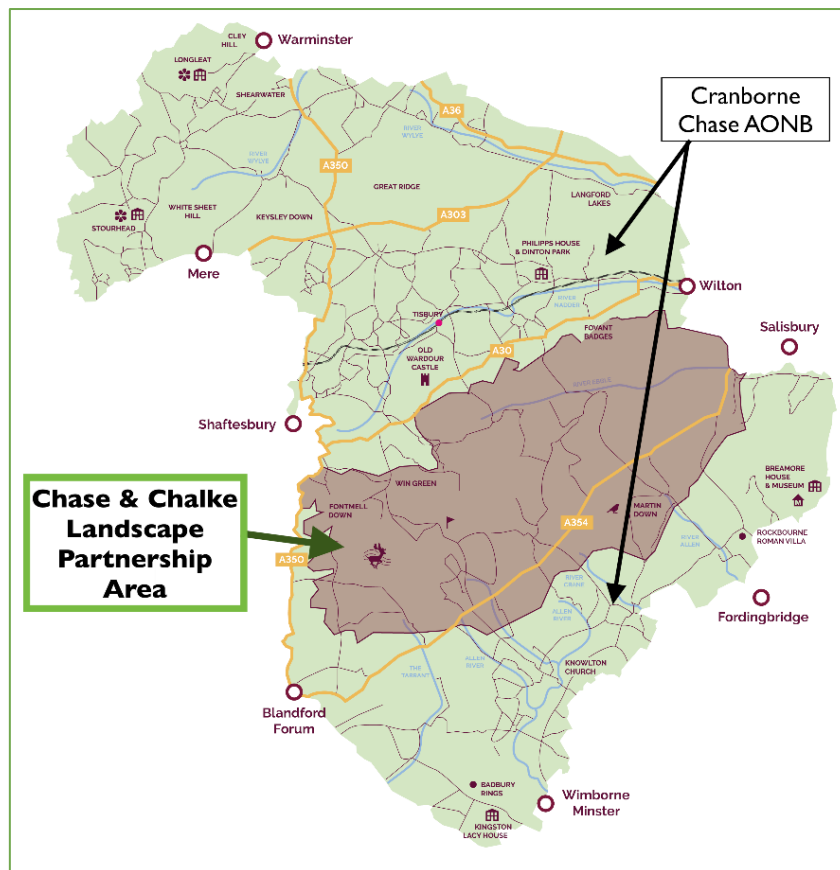 CLEY
HILL
Warminster
LONGLEAT
SHEARWATER
A36
RIVER
WYLYE
Cranborne
Chase AONB
A350
RIVER
WYLYE
GREAT RIDGE
LANGFORD
LAKES
WHITE SHEET
HILL
KEYSLEY DOWN
A303
STOURHEAD
PHILIPPS HOUSE
& DINTON PARK
Mere
Wilton
RIVER
NADDER
TISBURY
FOVANT
BADGES
Salisbury
OLD
WARDOUR
CASTLE
A30
RIVER EBBLE
Shaftesbury
WIN GREEN
BREAMORE
HOUSE
& MUSEUM
M
Chase & Chalke
Landscape
Partnership
Area
FONTMELL
DOWN
MARTIN
DOWN
A354
ROCKBOURNE
ROMAN VILLA
RIVER
ALLEN
A350
RIVER
CRANE
Fordingbridge
ALLEN
RIVER
ALLEN
RIVER
KNOWLTON
CHURCH
THE
TARRANT
Blandford
Forum
BADBURY
RINGS
Wimborne
Minster
KINGSTON
LACY HOUSE